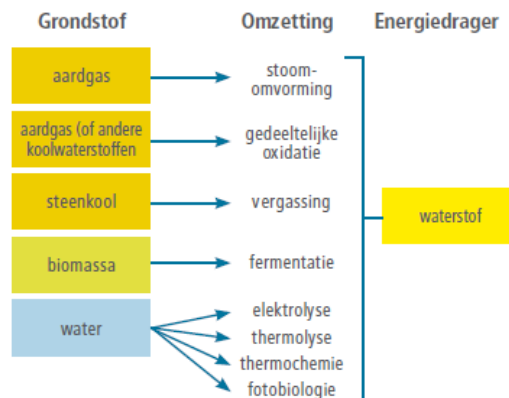 Grondstof Omzetting Energiedrager
aardgas
stoom-
omvorming
aardgas (of andere
koolwaterstoffen
gedeeltelijke
oxidatie
steenkool
vergassing
waterstof
biomassa
fermentatie
water
elektrolyse
thermolyse
thermochemie
fotobiologie